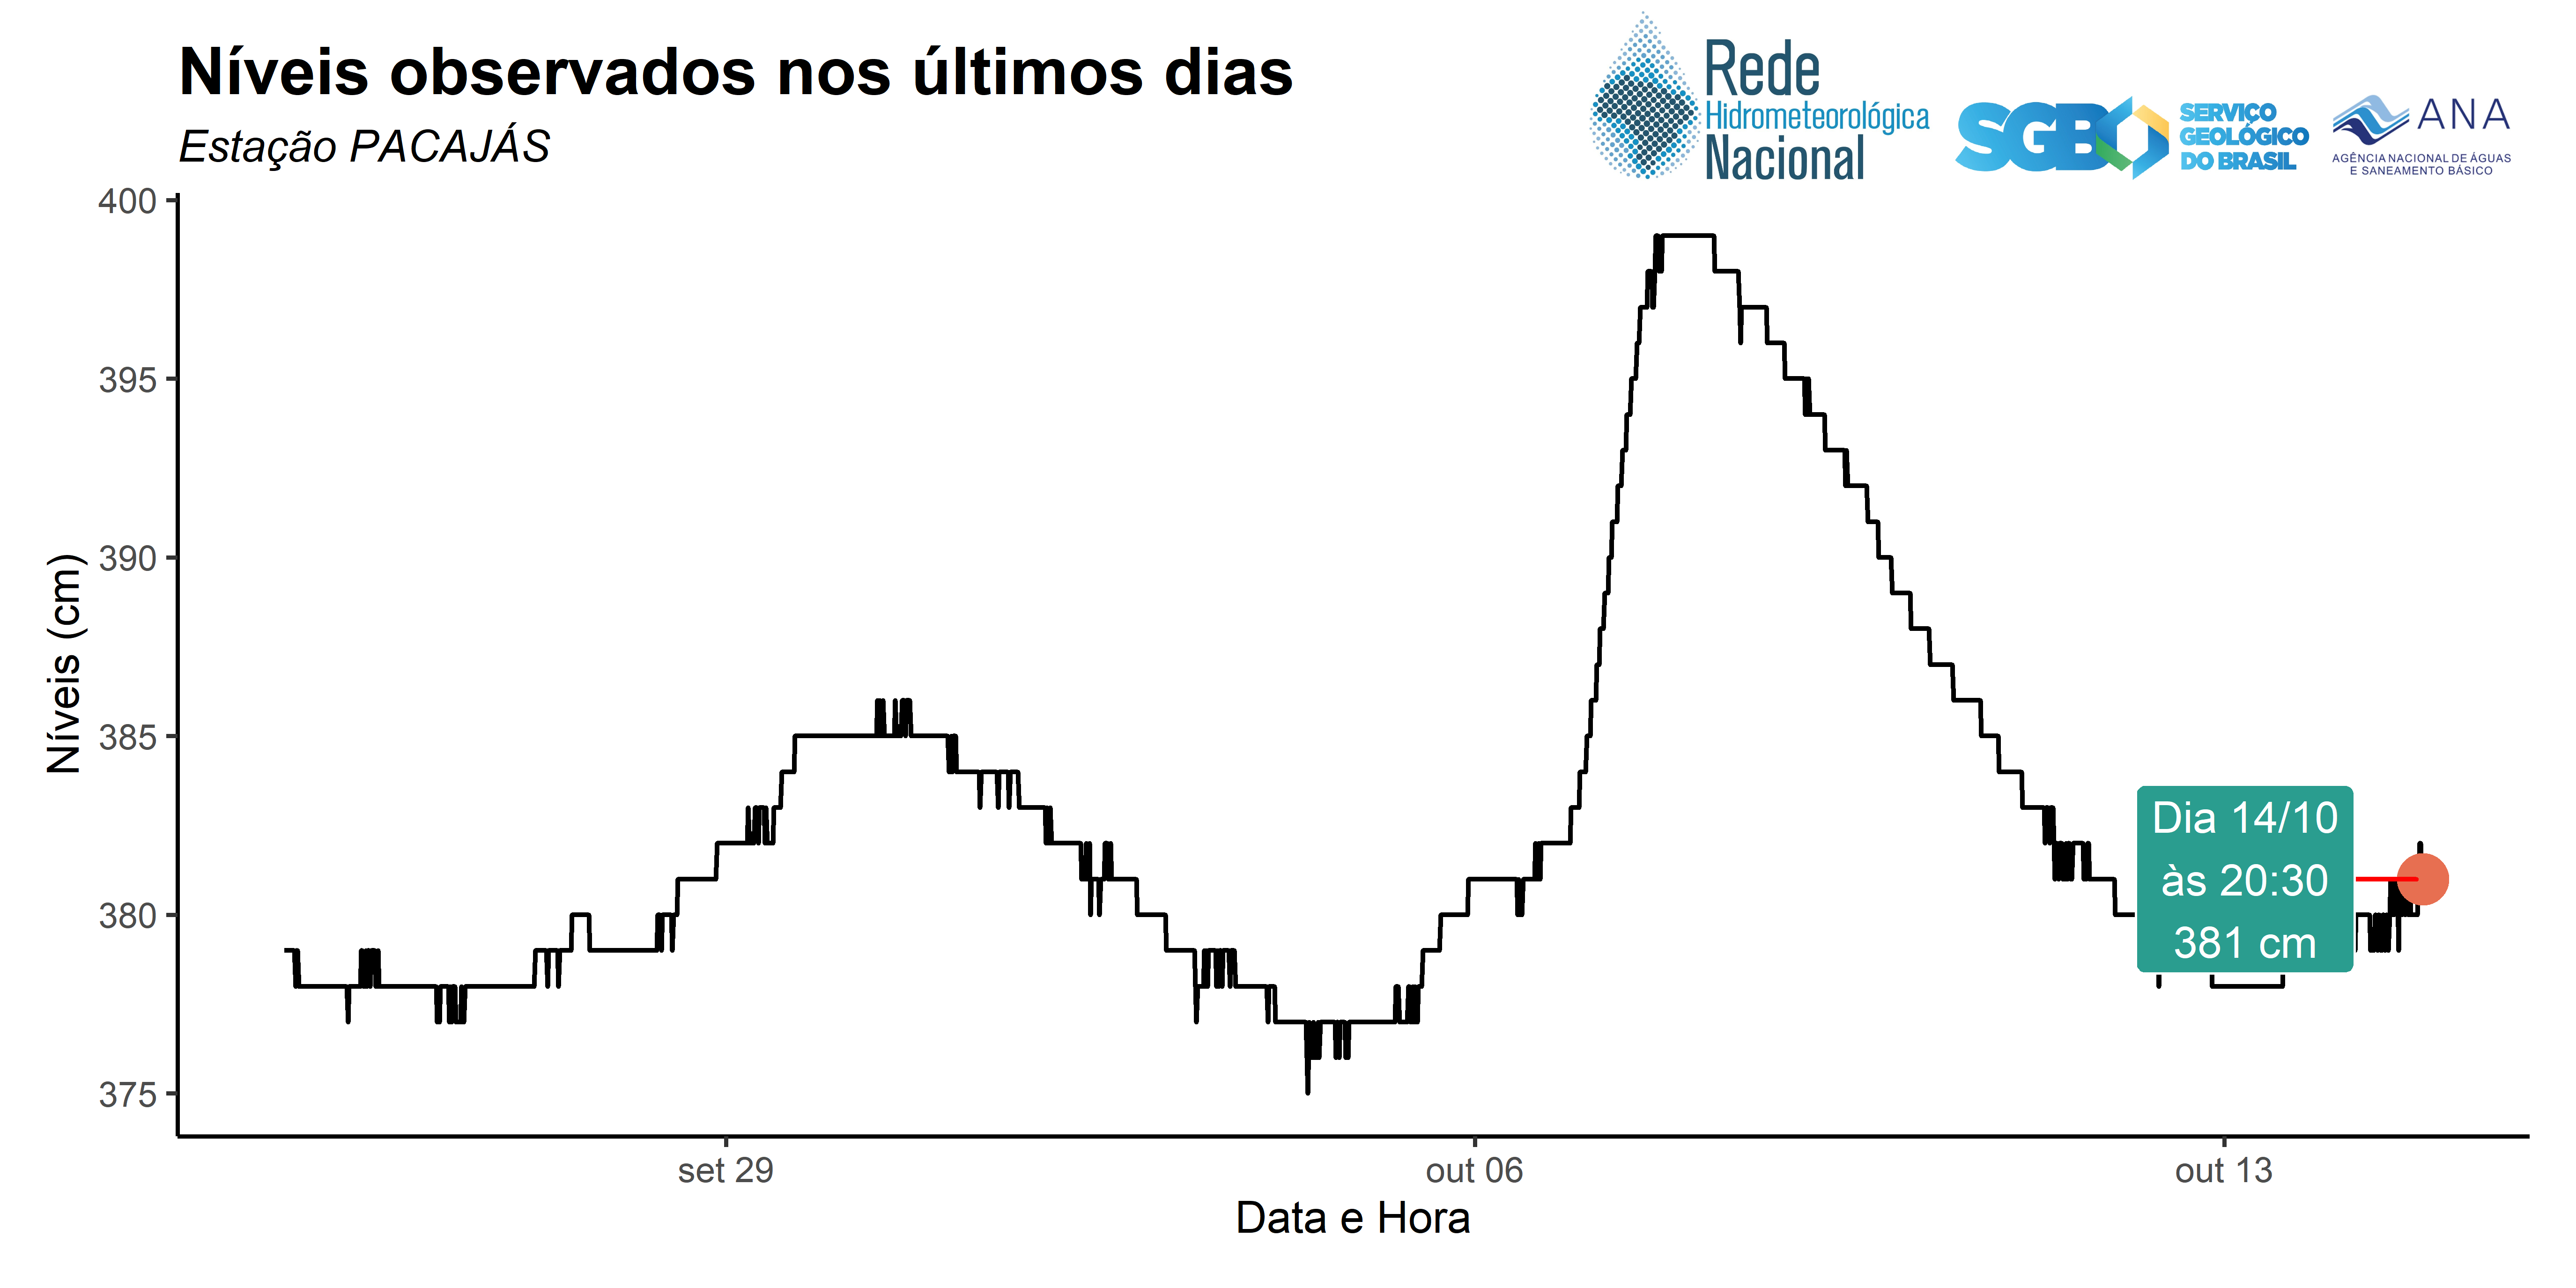 Níveis observados nos últimos dias
Estação PACAJÁS
Rede
Hidrometeorológica
Nacional
SGB
SERVIÇO
GEOLÓGICO
DO BRASIL
ANA
AGÊNCIA NACIONAL DE ÁGUAS
E SANEAMENTO BÁSICO
400
395
390
385
380
375
Níveis (cm)
Dia 14/10
às 20:30
381 cm
set 29
out 06
out 13
Data e Hora